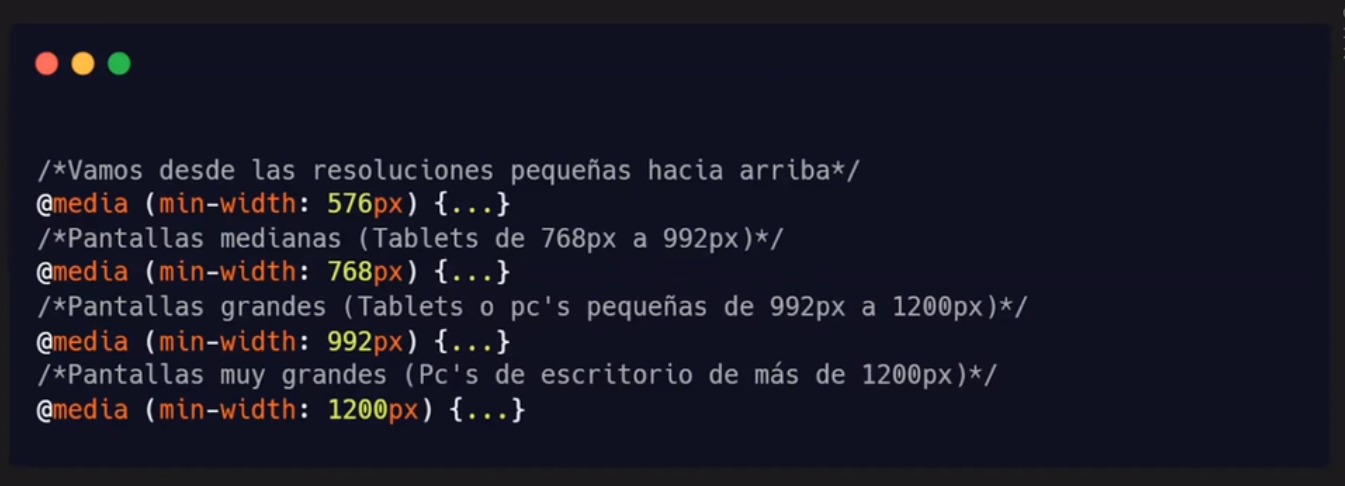 /*Vamos desde las resoluciones pequeñas hacia arriba*/
@media (min-width: 576px) {...}
/*Pantallas medianas (Tablets de 768px a 992px)*/
@media (min-width: 768px) {...}
/*Pantallas grandes (Tablets o pc's pequeñas de 992px a 1200px)*/
@media (min-width: 992px) {...}
/*Pantallas muy grandes (Pc's de escritorio de más de 1200px)*/
@media (min-width: 1200px) {...}